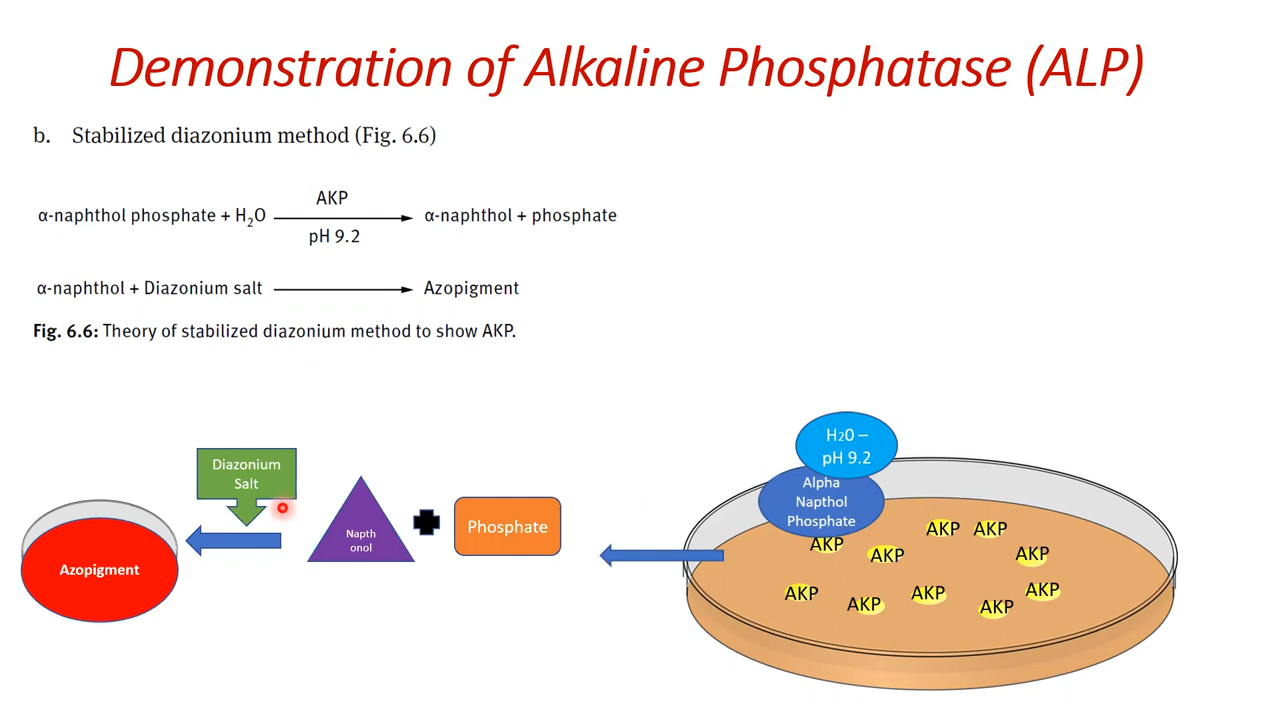 Demonstration of Alkaline Phosphatase (ALP)
b. Stabilized diazonium method (Fig. 6.6)
AKP
α-naphthol phosphate + H₂O ⟶ α-naphthol + phosphate
pH 9.2
α-naphthol + Diazonium salt ⟶ Azopigment
Fig. 6.6: Theory of stabilized diazonium method to show AKP.
H20 –
pH 9.2
Alpha
Napthol
Phosphate
Diazonium
Salt
Napth
onol
Phosphate
Azopigment
AKP
AKP
AKP
AKP
AKP
AKP
AKP
AKP
AKP
AKP